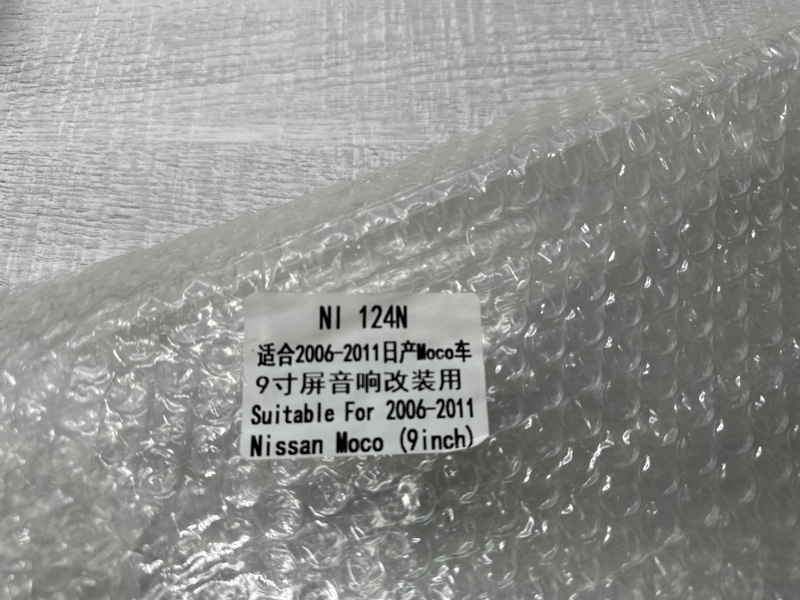 NI 124N
适合2006-2011日产Moco车
9寸屏音响改装用
Suitable For 2006-2011
Nissan Moco (9inch)